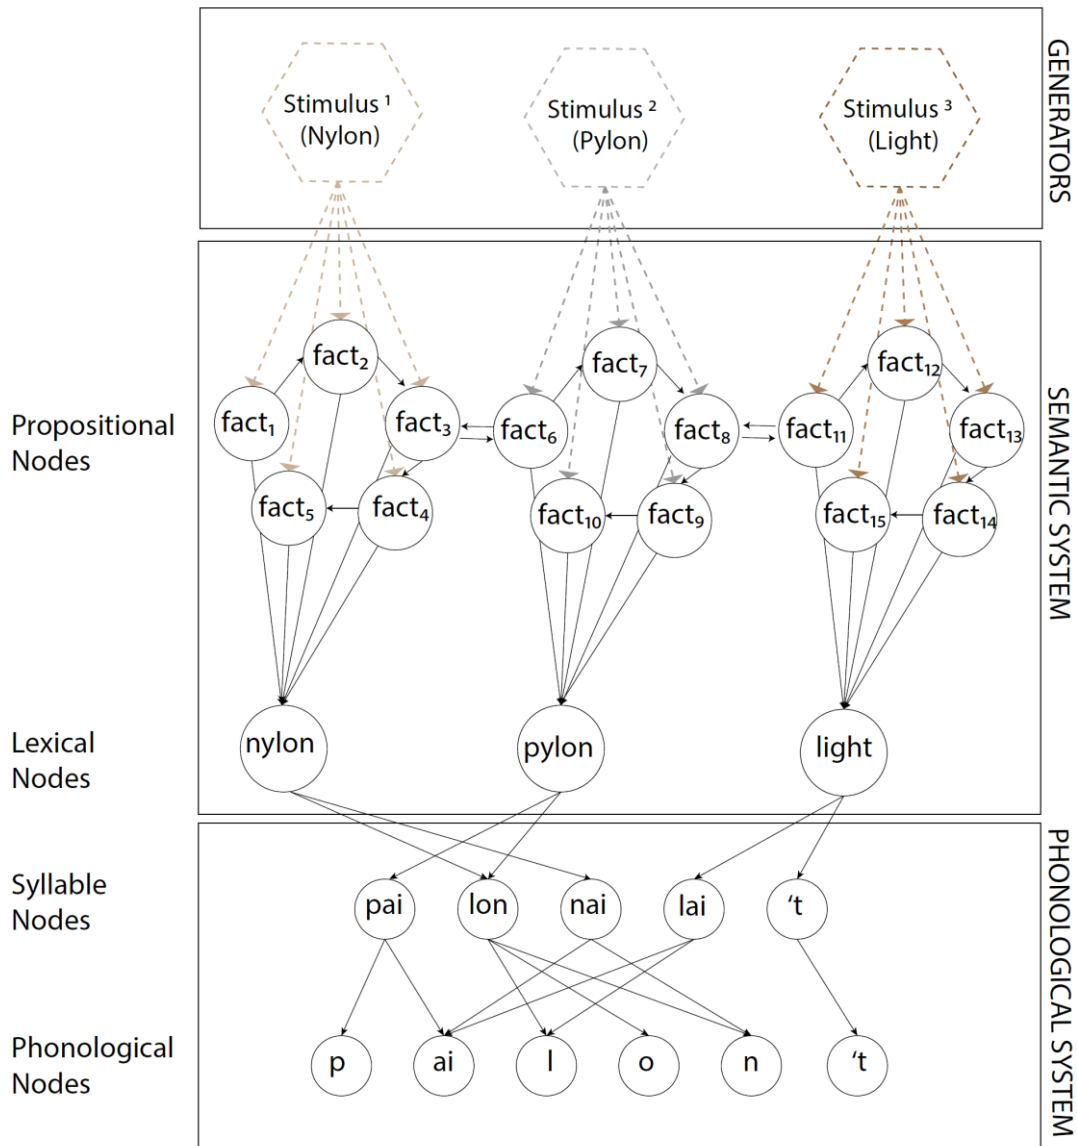 GENERATORS
Stimulus ¹
(Nylon)
Stimulus ²
(Pylon)
Stimulus ³
(Light)
SEMANTIC SYSTEM
Propositional
Nodes
fact₁
fact₂
fact₃
fact₄
fact₅
fact₆
fact₇
fact₈
fact₉
fact₁₀
fact₁₁
fact₁₂
fact₁₃
fact₁₄
fact₁₅
Lexical
Nodes
nylon
pylon
light
PHONOLOGICAL SYSTEM
Syllable
Nodes
pai
lon
nai
lai
‘t
Phonological
Nodes
p
ai
l
o
n
‘t